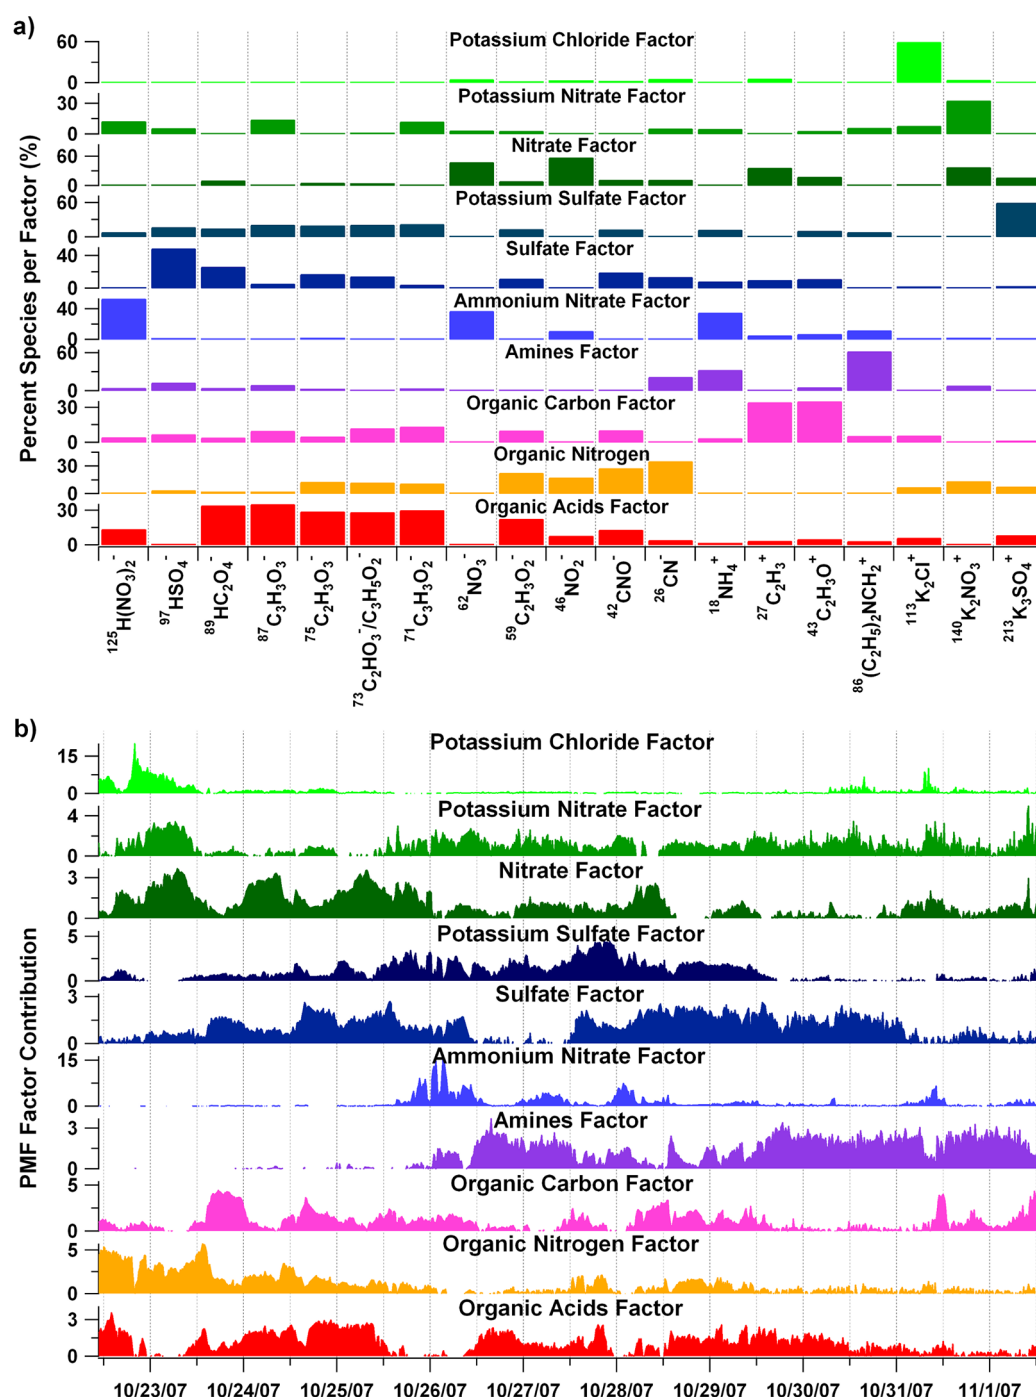 a)
Percent Species per Factor (%)
Potassium Chloride Factor
60
0
Potassium Nitrate Factor
30
0
Nitrate Factor
60
0
Potassium Sulfate Factor
60
0
Sulfate Factor
40
0
Ammonium Nitrate Factor
40
0
Amines Factor
60
0
Organic Carbon Factor
30
0
Organic Nitrogen
30
0
Organic Acids Factor
30
0
¹²⁵H(NO₃)₂⁻
⁹⁷HSO₄⁻
⁸⁹HC₂O₄⁻
⁸⁷C₃H₃O₃⁻
⁷⁵C₂H₃O₃⁻
⁷³C₂HO₃⁻/C₃H₅O₂⁻
⁷¹C₃H₃O₂⁻
⁶²NO₃⁻
⁵⁹C₂H₃O₂⁻
⁴⁶NO₂⁻
⁴²CNO⁻
²⁶CN⁻
¹⁸NH₄⁺
²⁷C₂H₃⁺
⁴³C₂H₃O⁺
⁸⁶(C₂H₅)₂NCH₂⁺
¹¹³K₂Cl⁺
¹⁴⁰K₂NO₃⁺
²¹³K₃SO₄⁺
b)
PMF Factor Contribution
Potassium Chloride Factor
15
0
Potassium Nitrate Factor
4
0
Nitrate Factor
3
0
Potassium Sulfate Factor
5
0
Sulfate Factor
3
0
Ammonium Nitrate Factor
15
0
Amines Factor
3
0
Organic Carbon Factor
5
0
Organic Nitrogen Factor
5
0
Organic Acids Factor
3
0
10/23/07 10/24/07 10/25/07 10/26/07 10/27/07 10/28/07 10/29/07 10/30/07 10/31/07 11/1/07